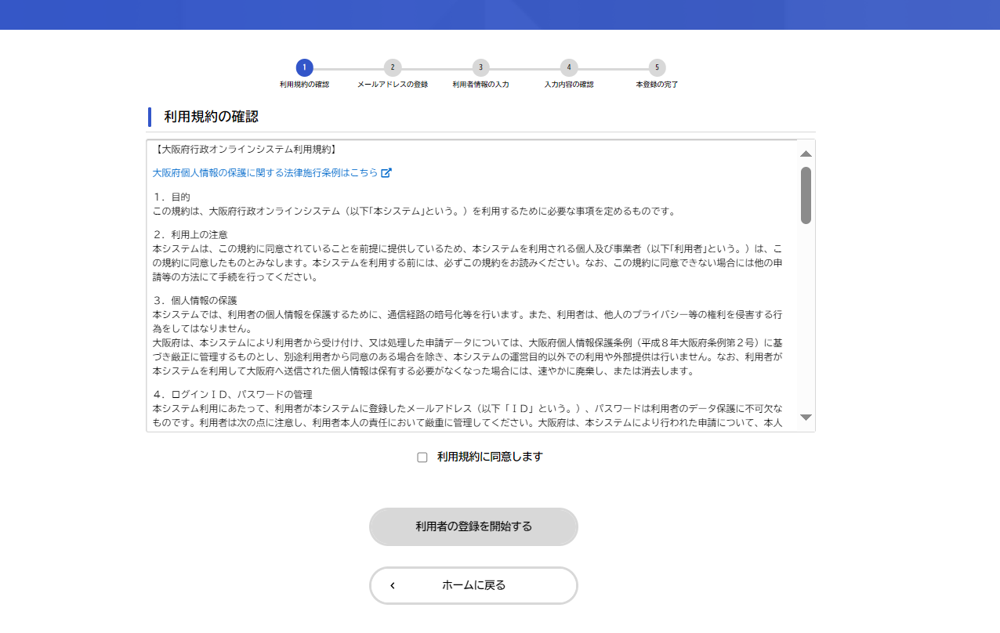 1
2
3
4
5
利用規約の確認
メールアドレスの登録
利用者情報の入力
入力内容の確認
本登録の完了
利用規約の確認
【大阪府行政オンラインシステム利用規約】
大阪府個人情報の保護に関する法律施行条例はこちら
１．目的
この規約は、大阪府行政オンラインシステム（以下｢本システム｣という。）を利用するために必要な事項を定めるものです。
２．利用上の注意
本システムは、この規約に同意されていることを前提に提供しているため、本システムを利用される個人及び事業者（以下｢利用者｣という。）は、こ
の規約に同意したものとみなします。本システムを利用する前には、必ずこの規約をお読みください。なお、この規約に同意できない場合には他の申
請等の方法にて手続を行ってください。
３．個人情報の保護
本システムでは、利用者の個人情報を保護するために、通信経路の暗号化等を行います。また、利用者は、他人のプライバシー等の権利を侵害する行
為をしてはなりません。
大阪府は、本システムにより利用者から受け付け、又は処理した申請データについては、大阪府個人情報保護条例（平成８年大阪府条例第２号）に基
づき厳正に管理するものとし、別途利用者から同意のある場合を除き、本システムの運営目的以外での利用や外部提供は行いません。なお、利用者が
本システムを利用して大阪府へ送信された個人情報は保有する必要がなくなった場合には、速やかに廃棄し、または消去します。
４．ログインＩＤ、パスワードの管理
本システム利用にあたって、利用者が本システムに登録したメールアドレス（以下「ＩＤ」という。）、パスワードは利用者のデータ保護に不可欠な
ものです。利用者は次の点に注意し、利用者本人の責任において厳重に管理してください。大阪府は、本システムにより行われた申請について、本人
利用規約に同意します
利用者の登録を開始する
ホームに戻る